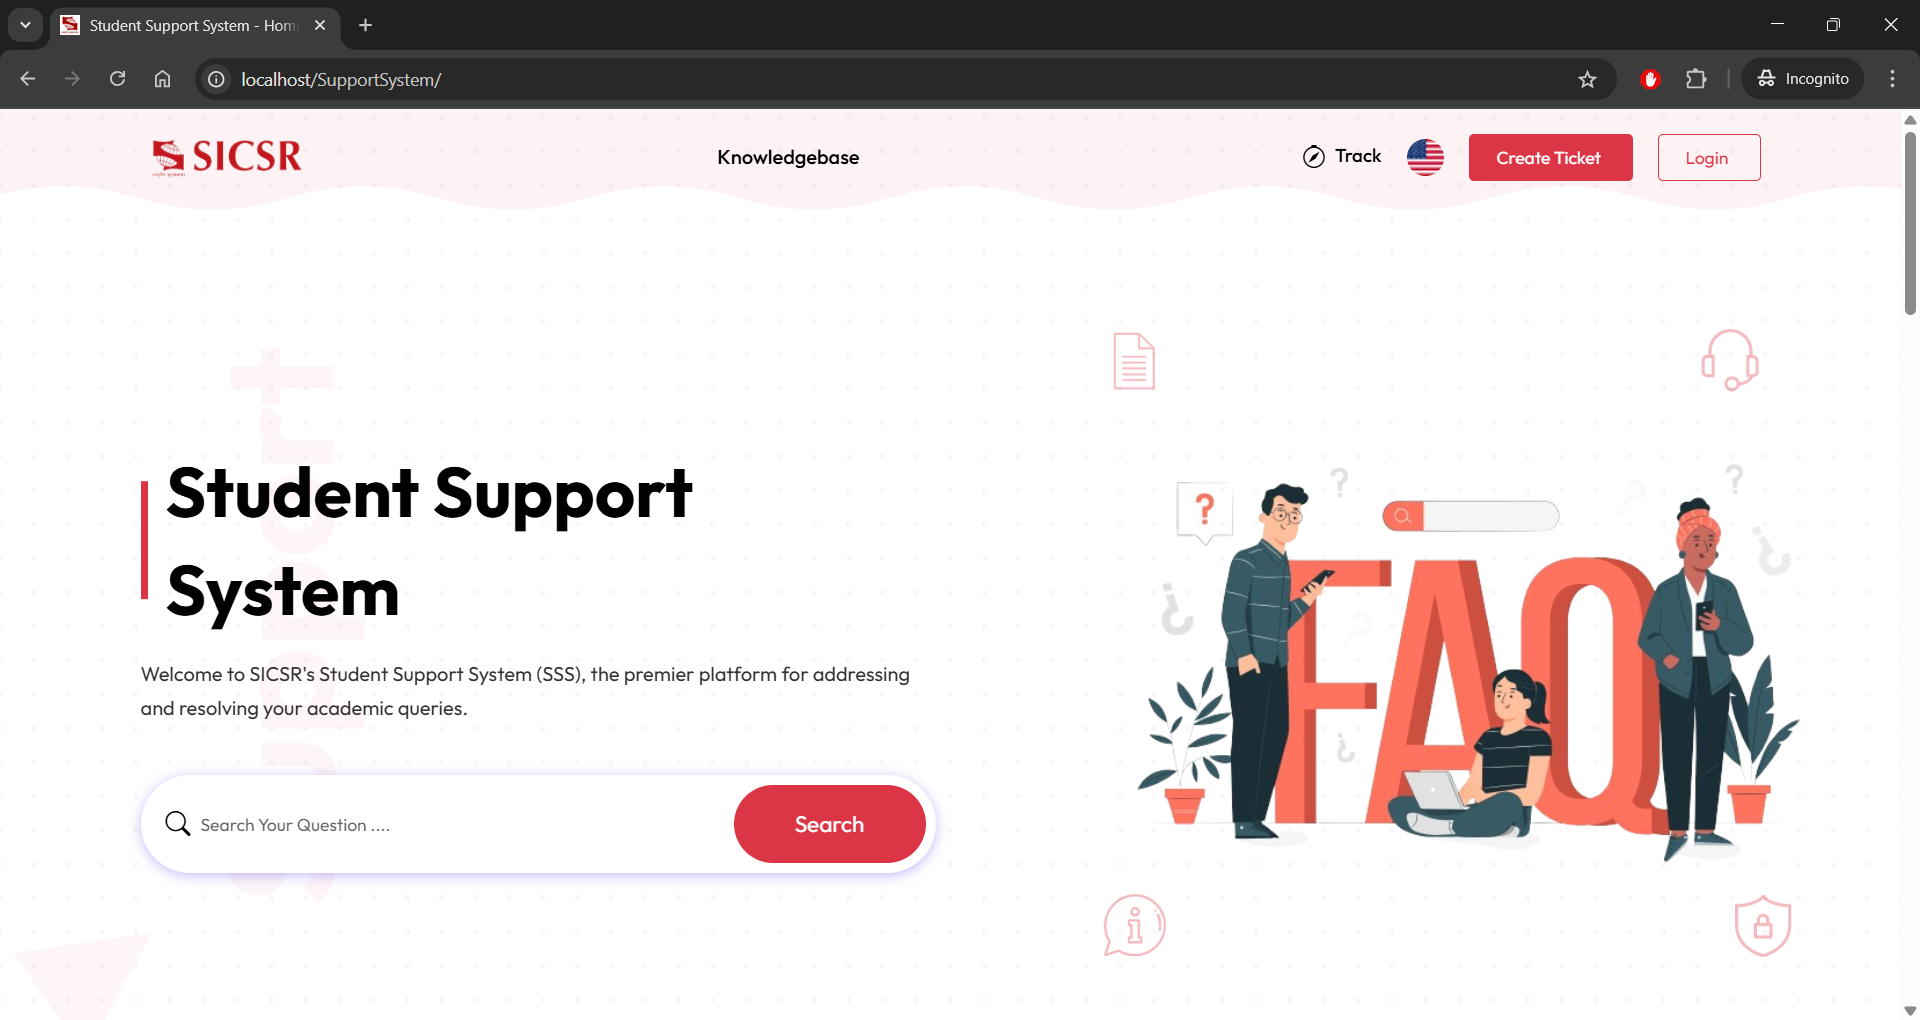 Student Support System - Hom
localhost/SupportSystem/
Incognito
SICSR
Knowledgebase
Track
Create Ticket
Login
Support
Student Support
System
Welcome to SICSR's Student Support System (SSS), the premier platform for addressing
and resolving your academic queries.
Search Your Question ....
Search
?
FAQ